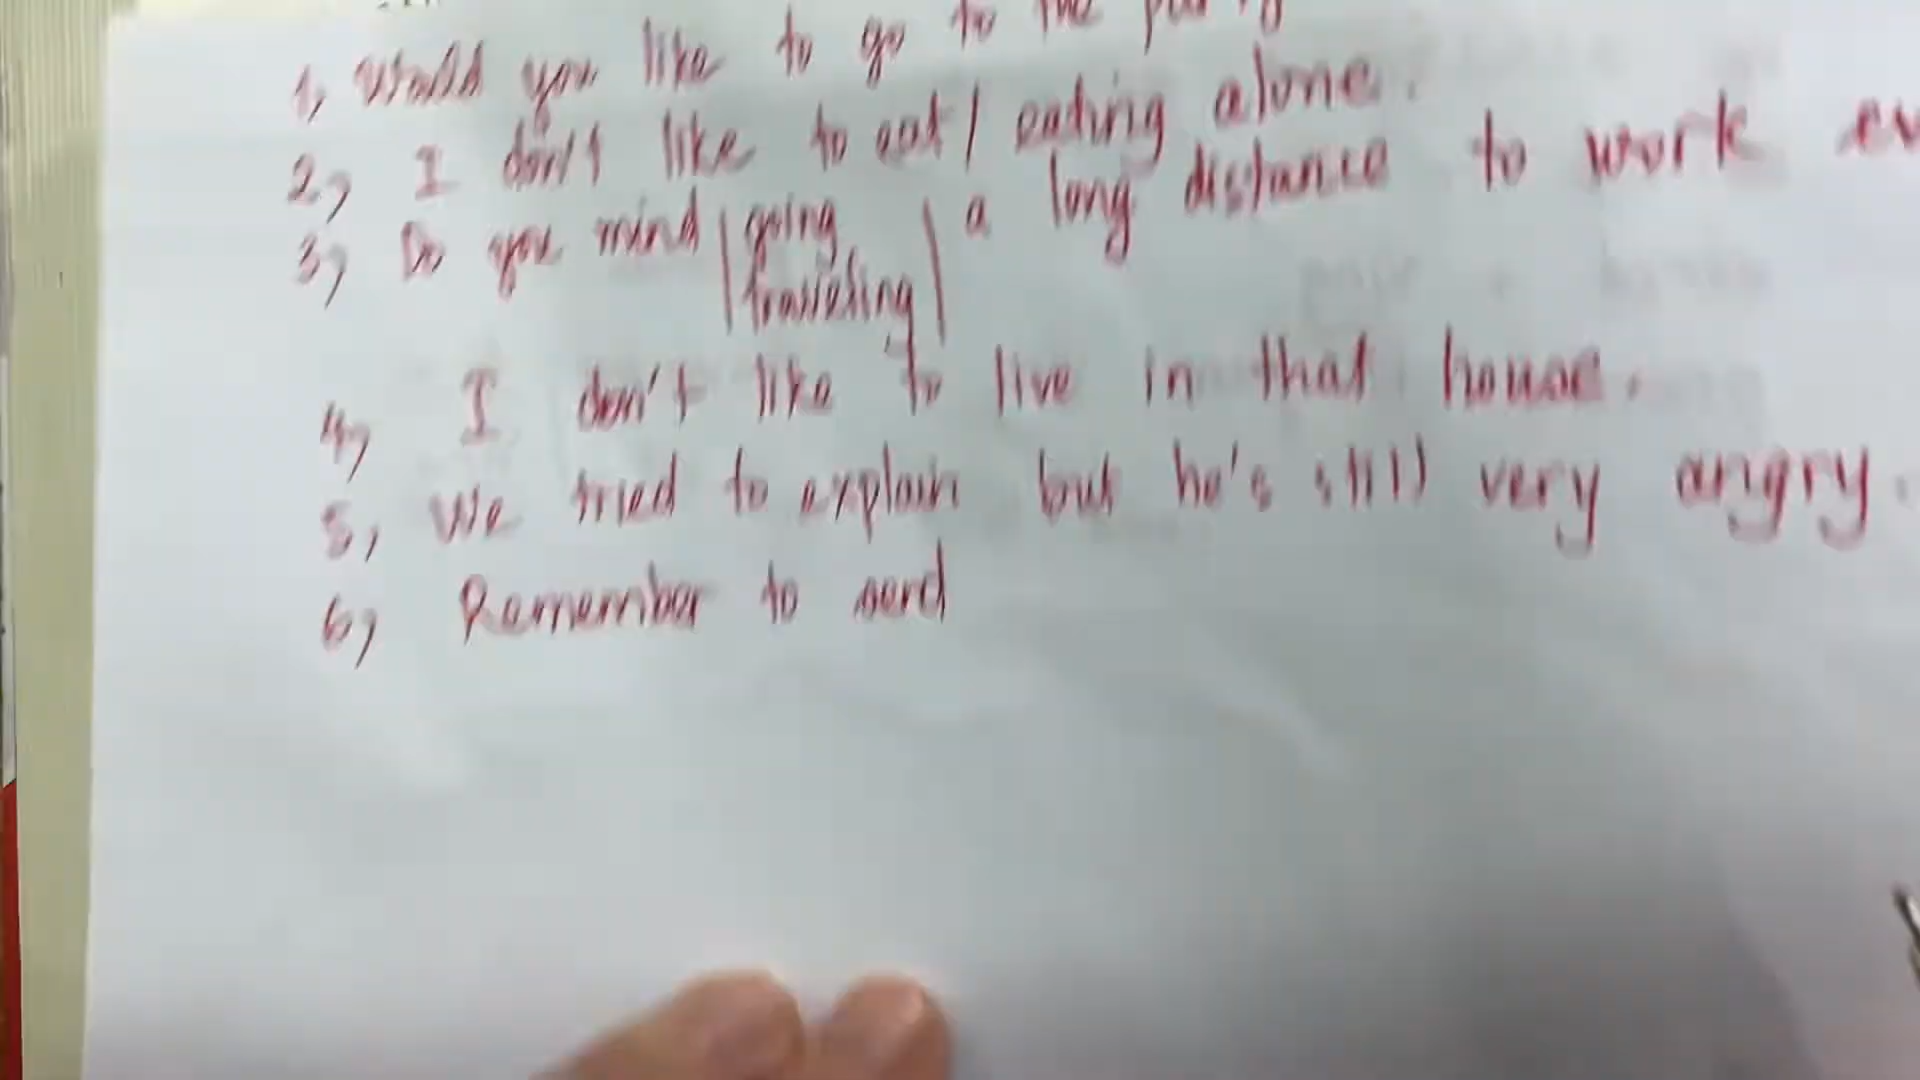 1, Would you like to go to the party
2, I don't like to eat / eating alone.
3, Do you mind going a long distance to work
traveling
4, I don't like to live in that house.
5, We tried to explain but he's still very angry.
6, Remember to send